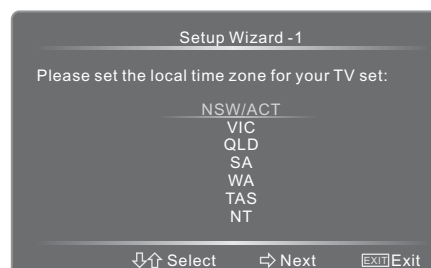 Setup Wizard -1
Please set the local time zone for your TV set:
NSW/ACT
VIC
QLD
SA
WA
TAS
NT
Select Next EXIT Exit